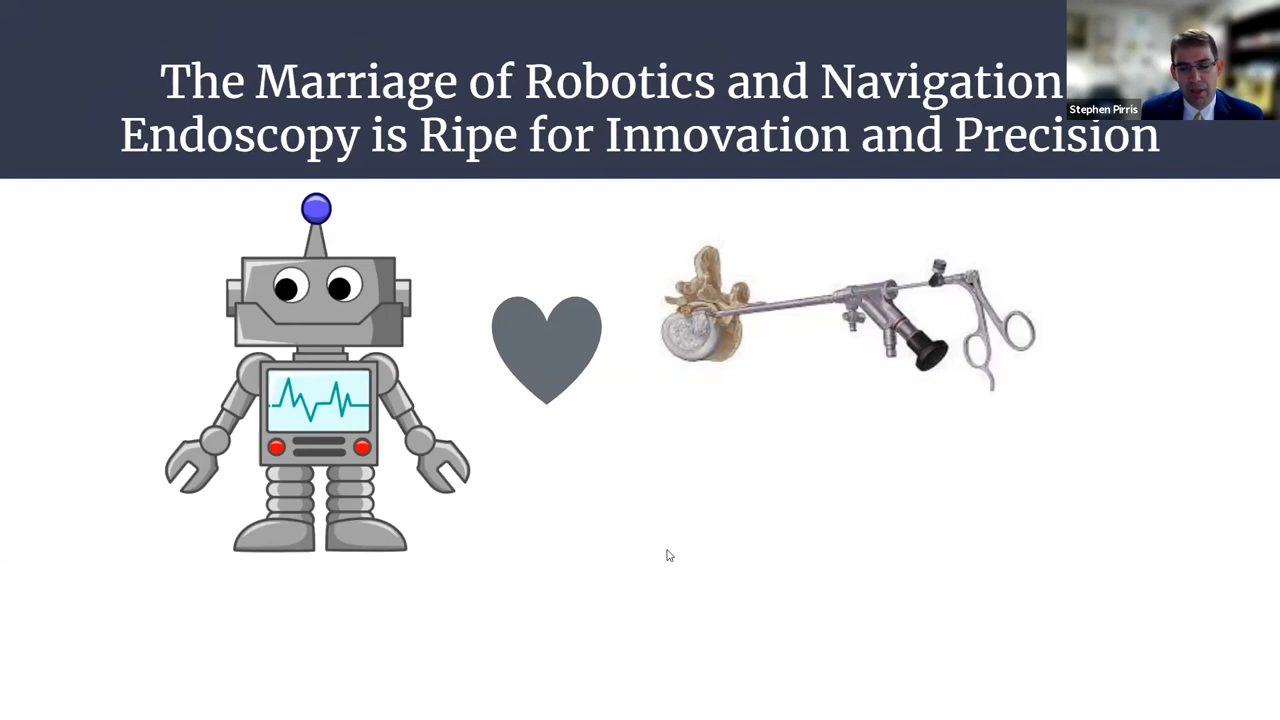 The Marriage of Robotics and Navigation
Endoscopy is Ripe for Innovation and Precision
Stephen Pirris